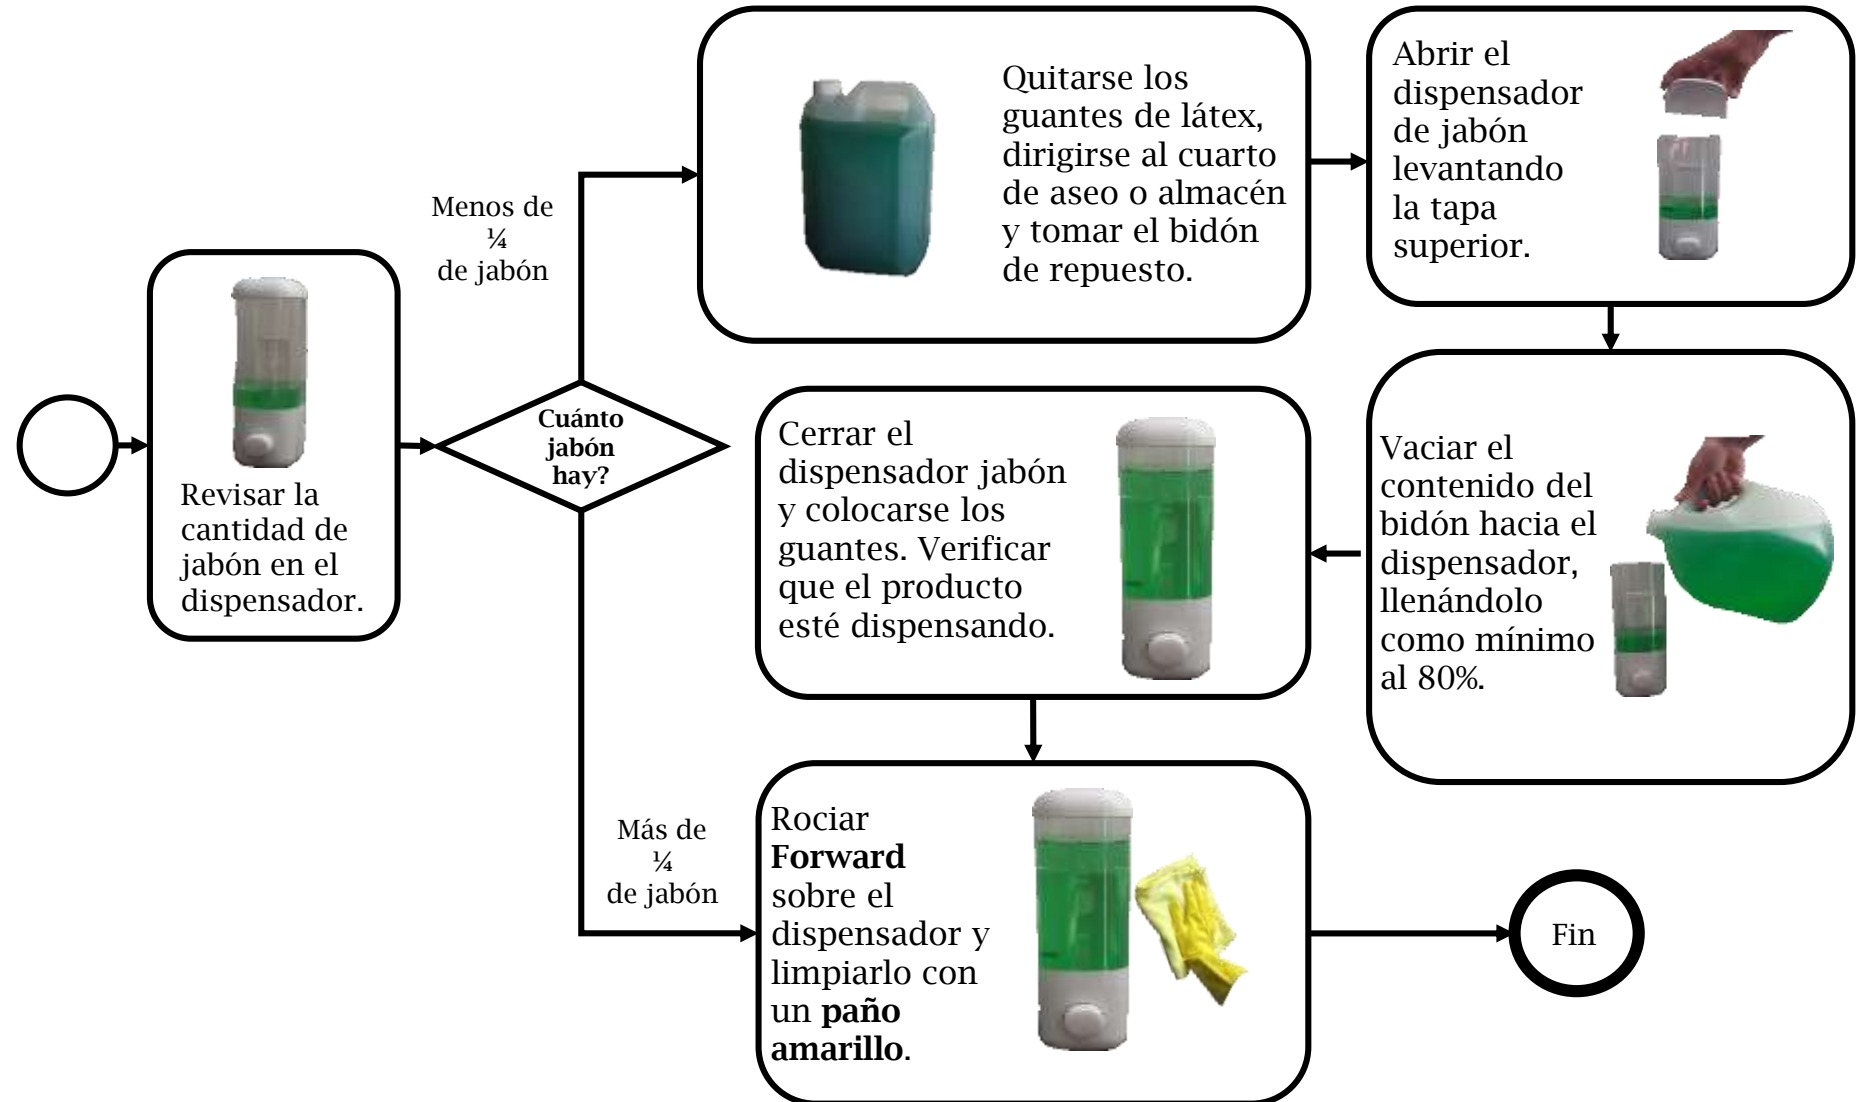 Revisar la
cantidad de
jabón en el
dispensador.
Cuánto
jabón
hay?
Menos de
¼
de jabón
Quitarse los
guantes de látex,
dirigirse al cuarto
de aseo o almacén
y tomar el bidón
de repuesto.
Abrir el
dispensador
de jabón
levantando
la tapa
superior.
Vaciar el
contenido del
bidón hacia el
dispensador,
llenándolo
como mínimo
al 80%.
Cerrar el
dispensador jabón
y colocarse los
guantes. Verificar
que el producto
esté dispensando.
Más de
¼
de jabón
Rociar
Forward
sobre el
dispensador y
limpiarlo con
un paño
amarillo.
Fin